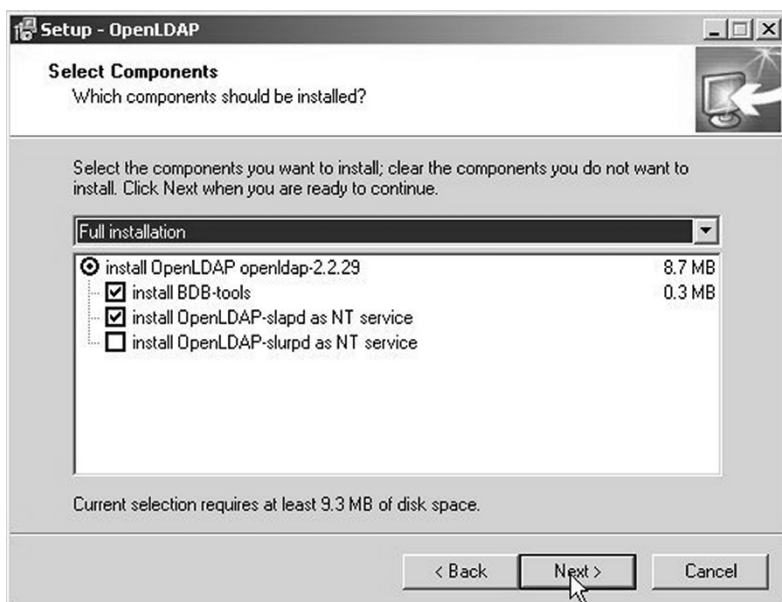 Setup - OpenLDAP
Select Components
Which components should be installed?
Select the components you want to install; clear the components you do not want to
install. Click Next when you are ready to continue.
Full installation
install OpenLDAP openldap-2.2.29 8.7 MB
install BDB-tools 0.3 MB
install OpenLDAP-slapd as NT service
install OpenLDAP-slurpd as NT service
Current selection requires at least 9.3 MB of disk space.
< Back Next > Cancel